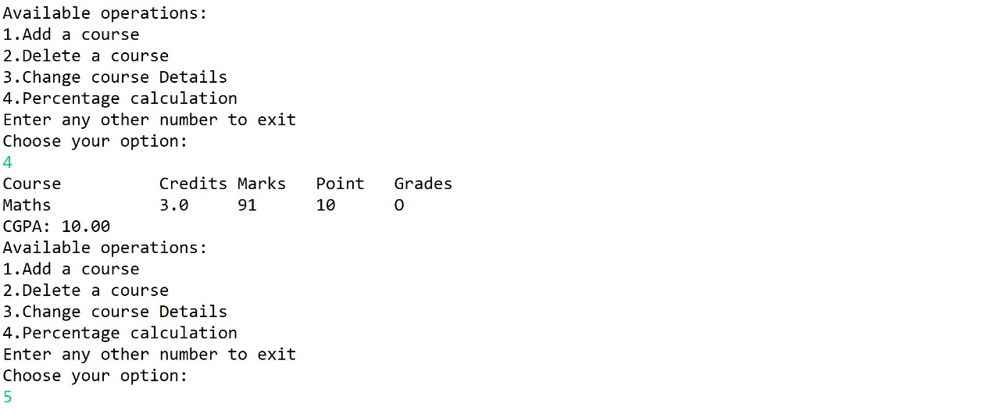 Available operations:
1.Add a course
2.Delete a course
3.Change course Details
4.Percentage calculation
Enter any other number to exit
Choose your option:
4
Course Credits Marks Point Grades
Maths 3.0 91 10 O
CGPA: 10.00
Available operations:
1.Add a course
2.Delete a course
3.Change course Details
4.Percentage calculation
Enter any other number to exit
Choose your option:
5